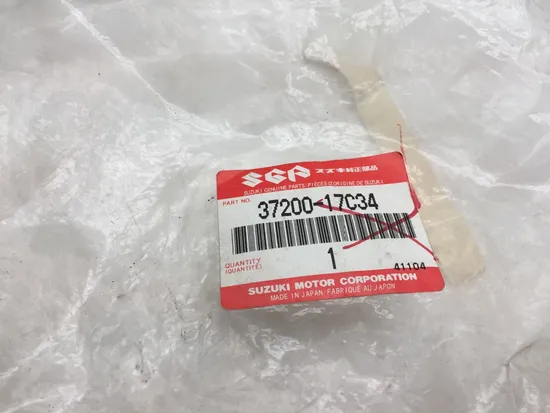 SGP スズキ純正部品
SUZUKI GENUINE PARTS/PIÈCES D'ORIGINE DE SUZUKI
PART NO. 37200-17C34
QUANTITY 1
(QUANTITÉ) 41104
SUZUKI MOTOR CORPORATION
MADE IN JAPAN/FABRIQUE AU JAPON